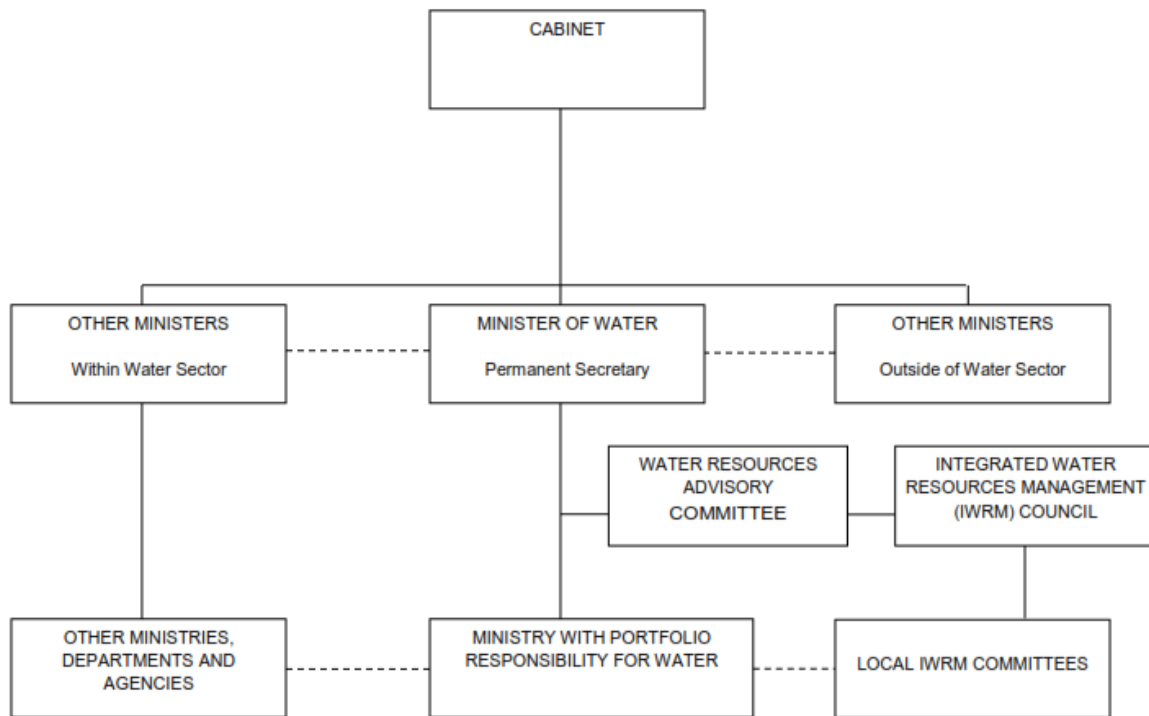 CABINET
OTHER MINISTERS
Within Water Sector
MINISTER OF WATER
Permanent Secretary
OTHER MINISTERS
Outside of Water Sector
WATER RESOURCES
ADVISORY
COMMITTEE
INTEGRATED WATER
RESOURCES MANAGEMENT
(IWRM) COUNCIL
OTHER MINISTRIES,
DEPARTMENTS AND
AGENCIES
MINISTRY WITH PORTFOLIO
RESPONSIBILITY FOR WATER
LOCAL IWRM COMMITTEES